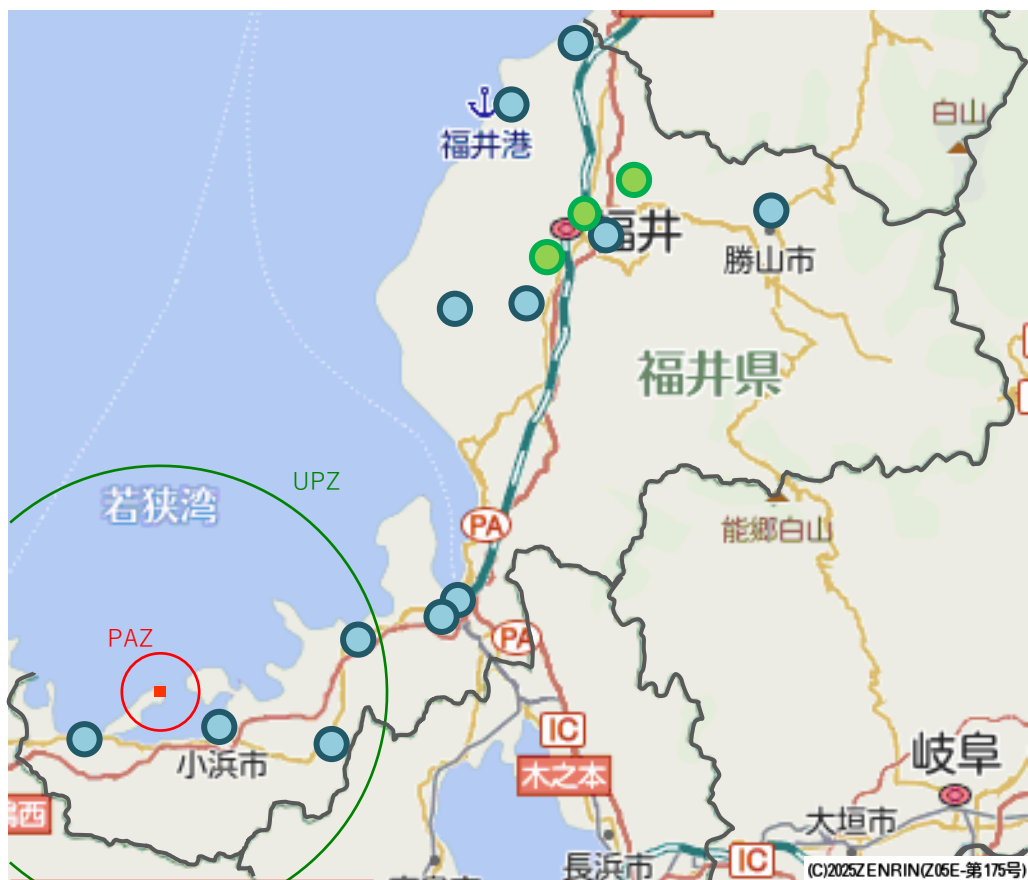 白山
福井港
福井
勝山市
福井県
UPZ
若狭湾
PA
能郷白山
PAZ
PA
IC
小浜市
岐阜
木之本
大垣市
IC
長浜市
(C)2025ZENRIN(Z05E-第175号)